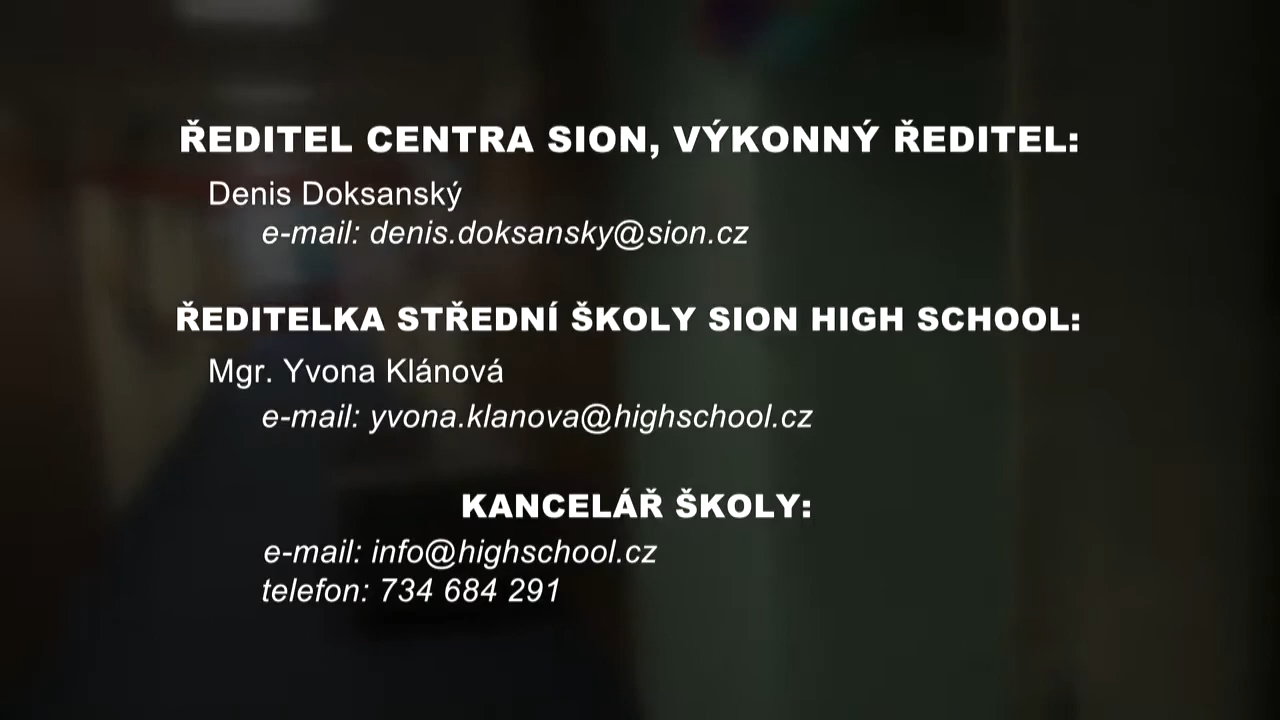 ŘEDITEL CENTRA SION, VÝKONNÝ ŘEDITEL:
Denis Doksanský
e-mail: denis.doksansky@sion.cz
ŘEDITELKA STŘEDNÍ ŠKOLY SION HIGH SCHOOL:
Mgr. Yvona Klánová
e-mail: yvona.klanova@highschool.cz
KANCELÁŘ ŠKOLY:
e-mail: info@highschool.cz
telefon: 734 684 291